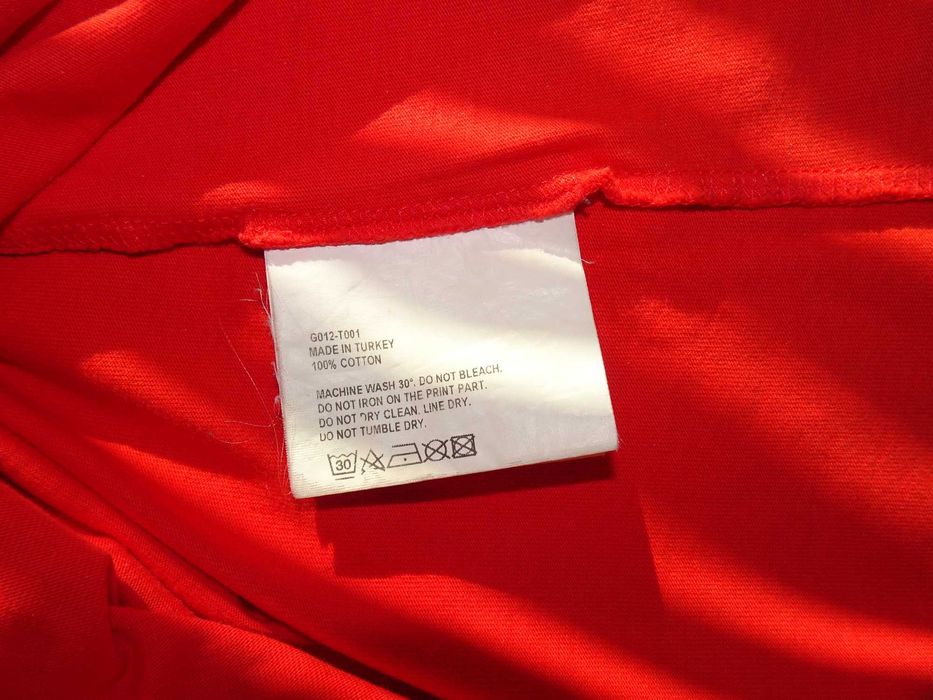 G012-T001
MADE IN TURKEY
100% COTTON
MACHINE WASH 30°. DO NOT BLEACH.
DO NOT IRON ON THE PRINT PART.
DO NOT DRY CLEAN. LINE DRY.
DO NOT TUMBLE DRY.
30